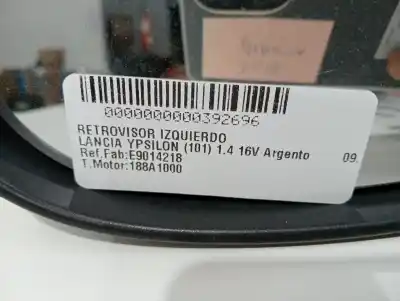 0000000000392696
RETROVISOR IZQUIERDO
LANCIA YPSILON (101) 1.4 16V Argento 09.
Ref.Fab:E9014218
T.Motor:188A1000